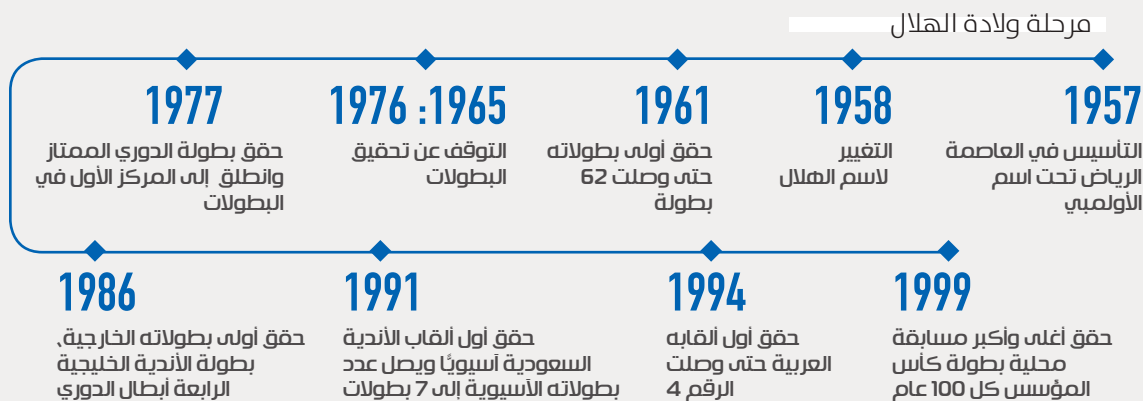 مرحلة ولادة الهلال
1957
التأسيس في العاصمة
الرياض تحت اسم
الأولمبي
1958
التغيير
لاسم الهلال
1961
حقق أولى بطولاته
حتى وصلت 62
بطولة
1965: 1976
التوقف عن تحقيق
البطولات
1977
حقق بطولة الدوري الممتاز
وانطلق إلى المركز الأول في
البطولات
1986
حقق أولى بطولاته الخارجية،
بطولة الأندية الخليجية
الرابعة أبطال الدوري
1991
حقق أول ألقاب الأندية
السعودية آسيويًا ويصل عدد
بطولاته الآسيوية إلى 7 بطولات
1994
حقق أول ألقابه
العربية حتى وصلت
الرقم 4
1999
حقق أغلى وأكبر مسابقة
محلية بطولة كأس
المؤسس كل 100 عام